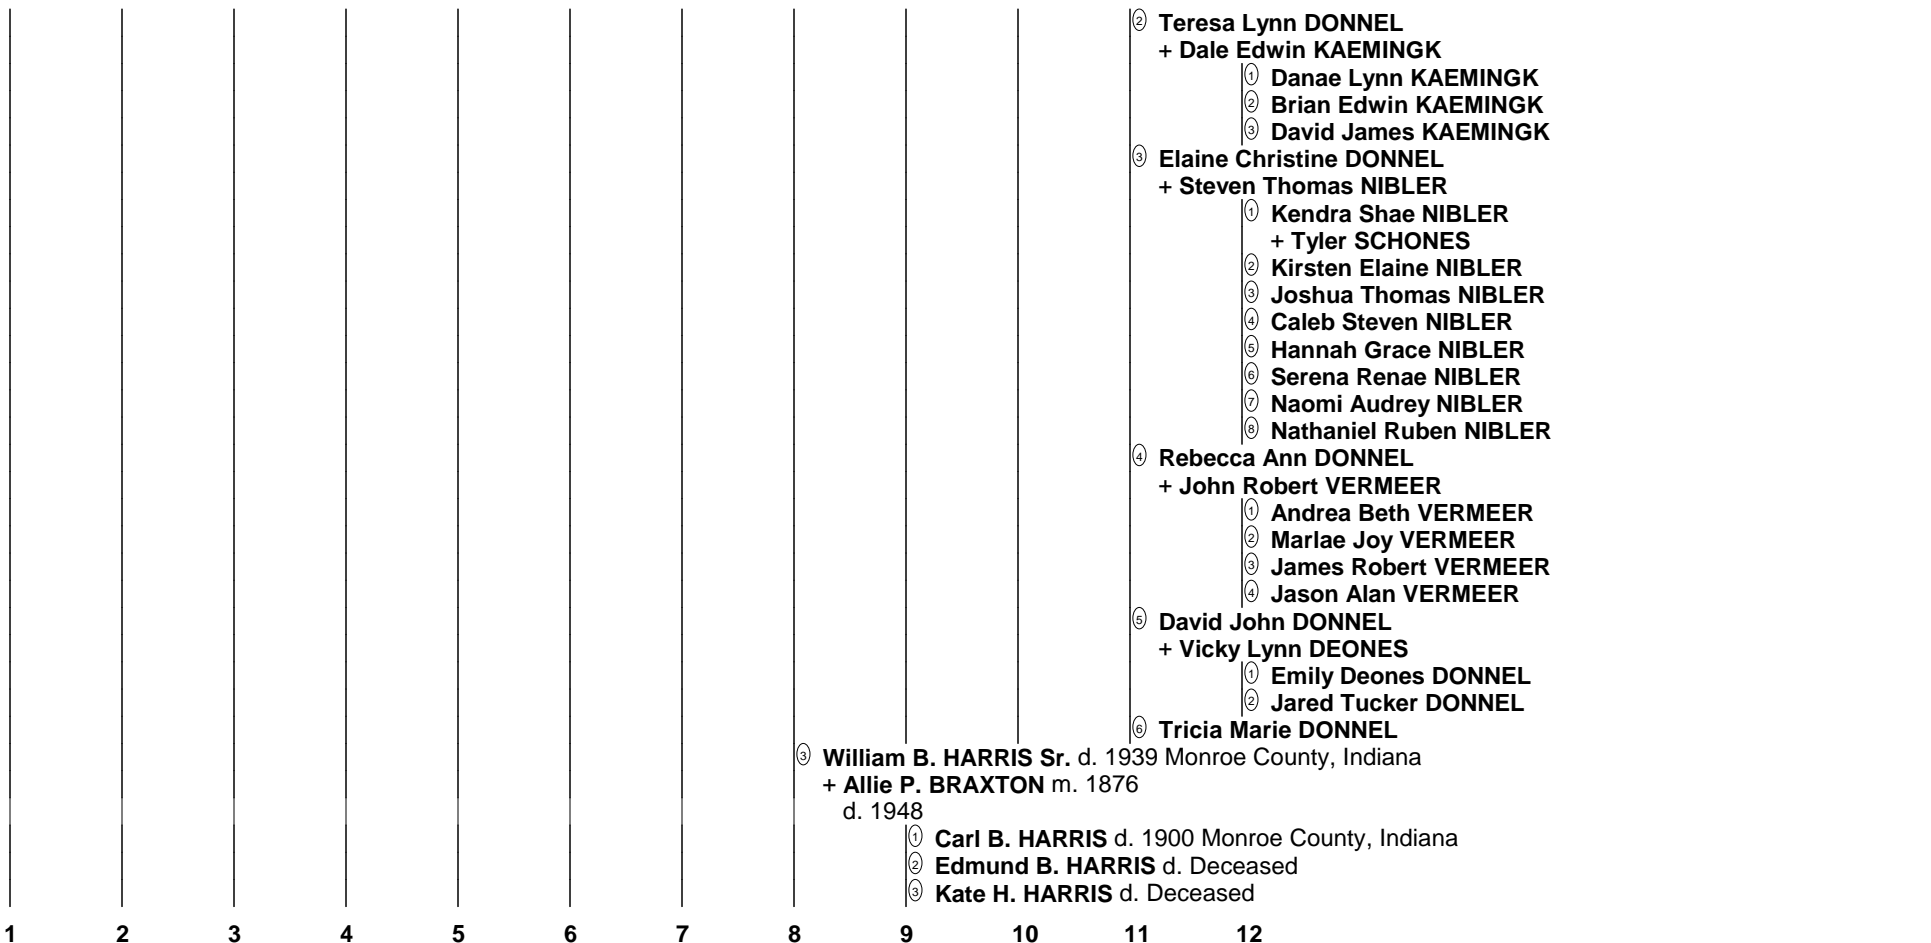 ② Teresa Lynn DONNEL
+ Dale Edwin KAEMINGK
① Danae Lynn KAEMINGK
② Brian Edwin KAEMINGK
③ David James KAEMINGK
③ Elaine Christine DONNEL
+ Steven Thomas NIBLER
① Kendra Shae NIBLER
+ Tyler SCHONES
② Kirsten Elaine NIBLER
③ Joshua Thomas NIBLER
④ Caleb Steven NIBLER
⑤ Hannah Grace NIBLER
⑥ Serena Renae NIBLER
⑦ Naomi Audrey NIBLER
⑧ Nathaniel Ruben NIBLER
④ Rebecca Ann DONNEL
+ John Robert VERMEER
① Andrea Beth VERMEER
② Marlae Joy VERMEER
③ James Robert VERMEER
④ Jason Alan VERMEER
⑤ David John DONNEL
+ Vicky Lynn DEONES
① Emily Deones DONNEL
② Jared Tucker DONNEL
⑥ Tricia Marie DONNEL
③ William B. HARRIS Sr. d. 1939 Monroe County, Indiana
+ Allie P. BRAXTON m. 1876
d. 1948
① Carl B. HARRIS d. 1900 Monroe County, Indiana
② Edmund B. HARRIS d. Deceased
③ Kate H. HARRIS d. Deceased
1 2 3 4 5 6 7 8 9 10 11 12